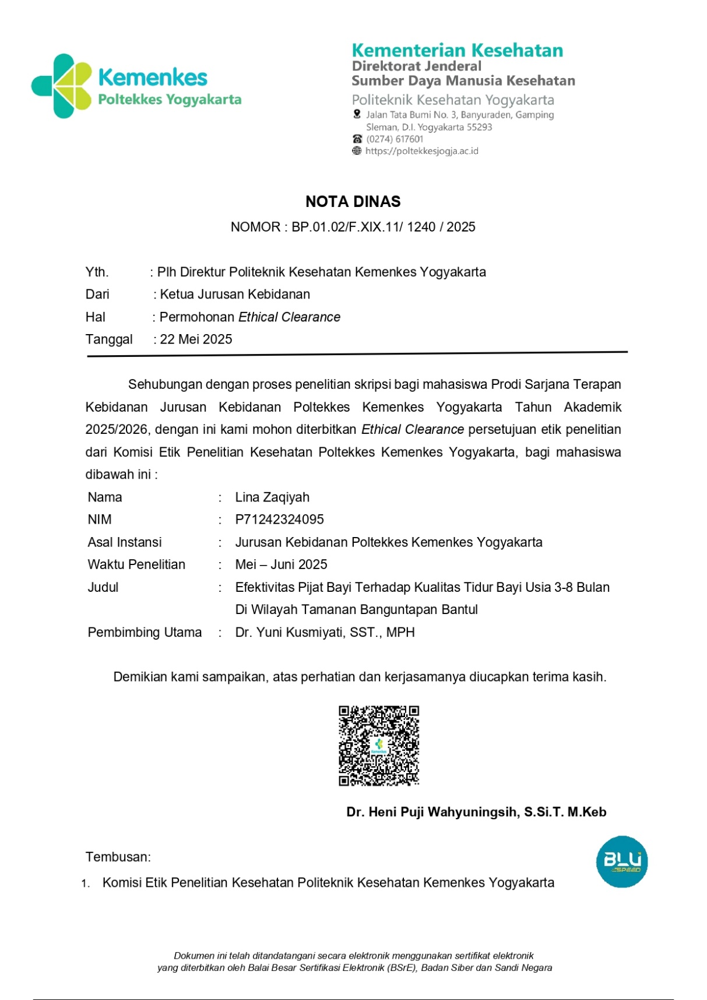 Kemenkes
Poltekkes Yogyakarta
Kementerian Kesehatan
Direktorat Jenderal
Sumber Daya Manusia Kesehatan
Politeknik Kesehatan Yogyakarta
Jalan Tata Bumi No. 3, Banyuraden, Gamping
Sleman, D.I. Yogyakarta 55293
(0274) 617601
https://poltekkesjogja.ac.id
NOTA DINAS
NOMOR : BP.01.02/F.XIX.11/ 1240 / 2025
Yth. : Plh Direktur Politeknik Kesehatan Kemenkes Yogyakarta
Dari : Ketua Jurusan Kebidanan
Hal : Permohonan Ethical Clearance
Tanggal : 22 Mei 2025
Sehubungan dengan proses penelitian skripsi bagi mahasiswa Prodi Sarjana Terapan
Kebidanan Jurusan Kebidanan Poltekkes Kemenkes Yogyakarta Tahun Akademik
2025/2026, dengan ini kami mohon diterbitkan Ethical Clearance persetujuan etik penelitian
dari Komisi Etik Penelitian Kesehatan Poltekkes Kemenkes Yogyakarta, bagi mahasiswa
dibawah ini :
Nama : Lina Zaqiyah
NIM : P71242324095
Asal Instansi : Jurusan Kebidanan Poltekkes Kemenkes Yogyakarta
Waktu Penelitian : Mei – Juni 2025
Judul : Efektivitas Pijat Bayi Terhadap Kualitas Tidur Bayi Usia 3-8 Bulan
Di Wilayah Tamanan Banguntapan Bantul
Pembimbing Utama : Dr. Yuni Kusmiyati, SST., MPH
Demikian kami sampaikan, atas perhatian dan kerjasamanya diucapkan terima kasih.
Kemenkes
Dr. Heni Puji Wahyuningsih, S.Si.T. M.Keb
BLU
SPEED
Tembusan:
1. Komisi Etik Penelitian Kesehatan Politeknik Kesehatan Kemenkes Yogyakarta
Dokumen ini telah ditandatangani secara elektronik menggunakan sertifikat elektronik
yang diterbitkan oleh Balai Besar Sertifikasi Elektronik (BSrE), Badan Siber dan Sandi Negara